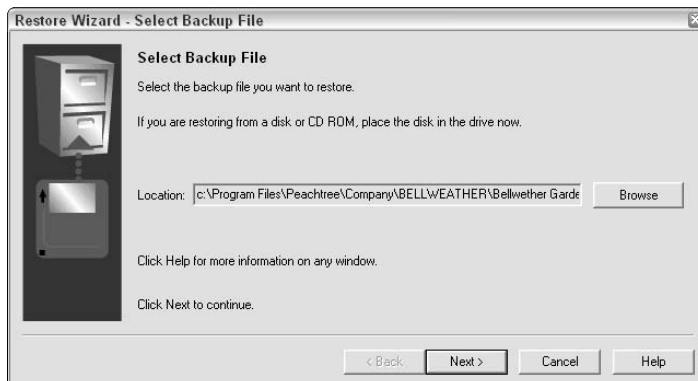 Restore Wizard - Select Backup File
Select Backup File
Select the backup file you want to restore.
If you are restoring from a disk or CD ROM, place the disk in the drive now.
Location: c:\Program Files\Peachtree\Company\BELLWEATHER\Bellwether Garde Browse
Click Help for more information on any window.
Click Next to continue.
< Back Next > Cancel Help